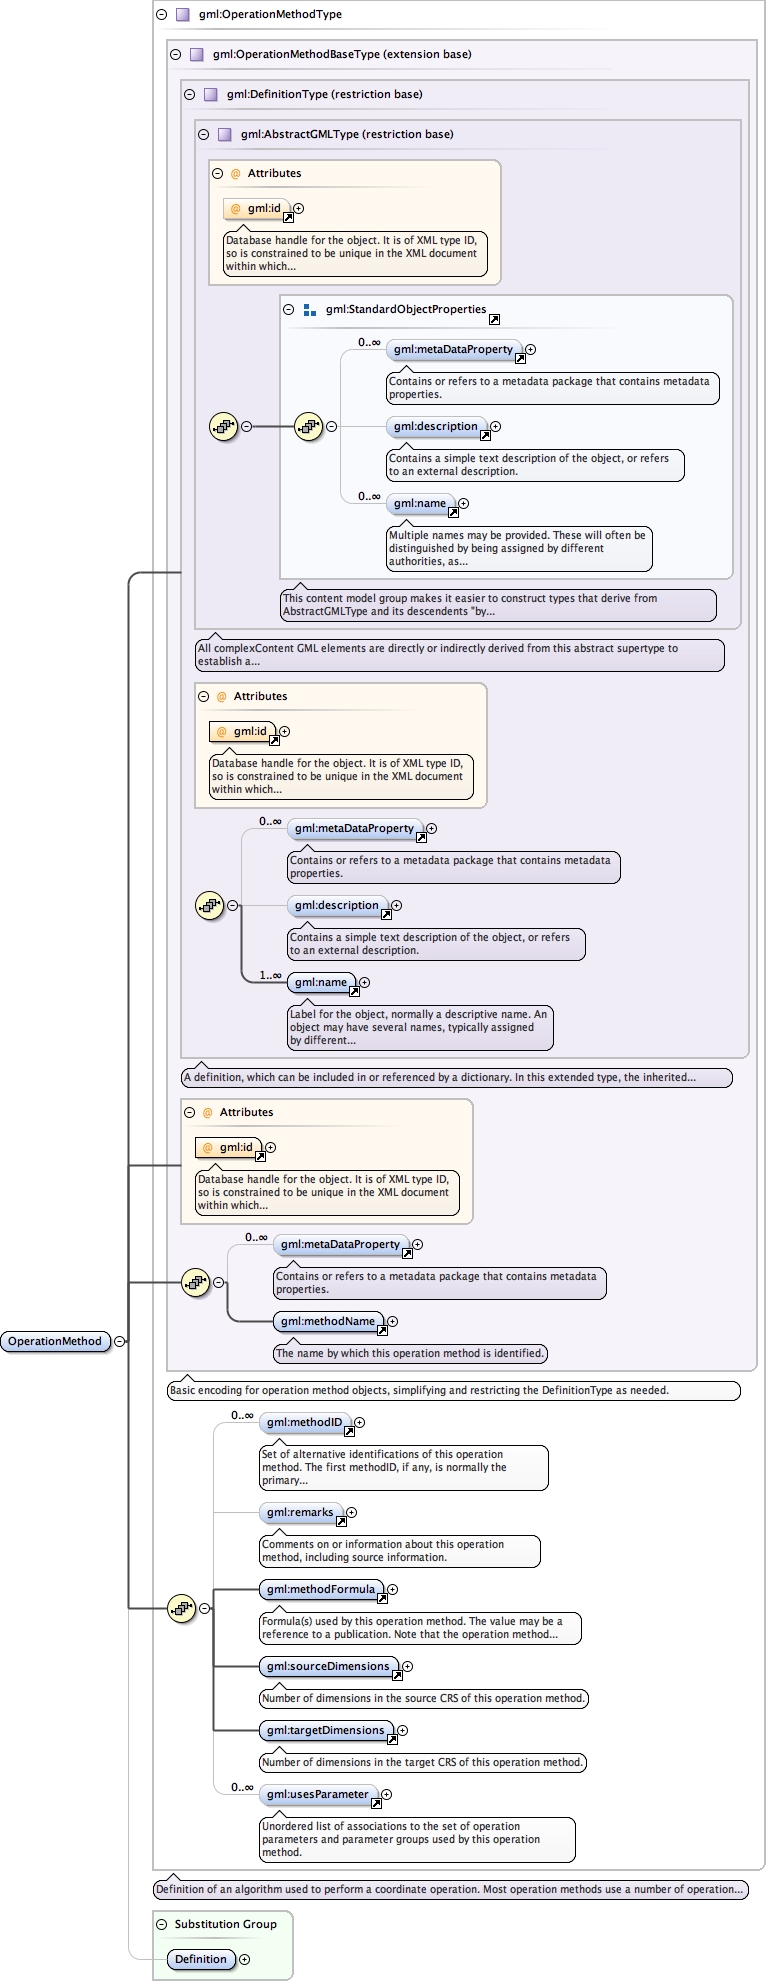 gml:OperationMethodType
gml:OperationMethodBaseType (extension base)
gml:DefinitionType (restriction base)
gml:AbstractGMLType (restriction base)
@ Attributes
@ gml:id
Database handle for the object. It is of XML type ID,
so is constrained to be unique in the XML document
within which...
gml:StandardObjectProperties
0..∞
gml:metaDataProperty
Contains or refers to a metadata package that contains metadata
properties.
gml:description
Contains a simple text description of the object, or refers
to an external description.
0..∞
gml:name
Multiple names may be provided. These will often be
distinguished by being assigned by different
authorities, as...
This content model group makes it easier to construct types that derive from
AbstractGMLType and its descendents "by...
All complexContent GML elements are directly or indirectly derived from this abstract supertype to
establish a...
@ Attributes
@ gml:id
Database handle for the object. It is of XML type ID,
so is constrained to be unique in the XML document
within which...
0..∞
gml:metaDataProperty
Contains or refers to a metadata package that contains metadata
properties.
gml:description
Contains a simple text description of the object, or refers
to an external description.
1..∞
gml:name
Label for the object, normally a descriptive name. An
object may have several names, typically assigned
by different...
A definition, which can be included in or referenced by a dictionary. In this extended type, the inherited...
@ Attributes
@ gml:id
Database handle for the object. It is of XML type ID,
so is constrained to be unique in the XML document
within which...
0..∞
gml:metaDataProperty
Contains or refers to a metadata package that contains metadata
properties.
gml:methodName
The name by which this operation method is identified.
OperationMethod
Basic encoding for operation method objects, simplifying and restricting the DefinitionType as needed.
0..∞
gml:methodID
Set of alternative identifications of this operation
method. The first methodID, if any, is normally the
primary...
gml:remarks
Comments on or information about this operation
method, including source information.
gml:methodFormula
Formula(s) used by this operation method. The value may be a
reference to a publication. Note that the operation method...
gml:sourceDimensions
Number of dimensions in the source CRS of this operation method.
gml:targetDimensions
Number of dimensions in the target CRS of this operation method.
0..∞
gml:usesParameter
Unordered list of associations to the set of operation
parameters and parameter groups used by this operation
method.
Definition of an algorithm used to perform a coordinate operation. Most operation methods use a number of operation...
Substitution Group
Definition